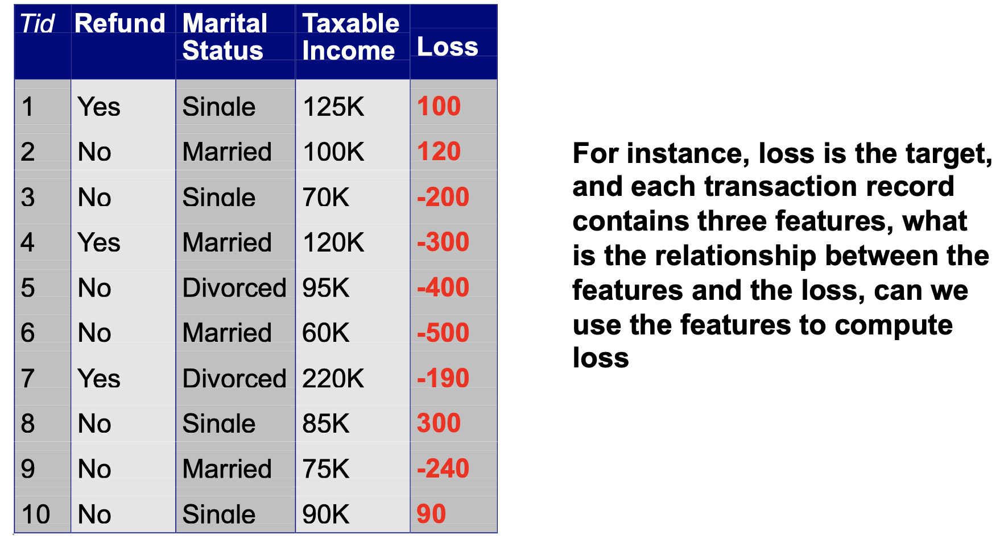 Tid Refund Marital Status Taxable Income Loss
1 Yes Single 125K 100
2 No Married 100K 120
3 No Single 70K -200
4 Yes Married 120K -300
5 No Divorced 95K -400
6 No Married 60K -500
7 Yes Divorced 220K -190
8 No Single 85K 300
9 No Married 75K -240
10 No Single 90K 90
For instance, loss is the target,
and each transaction record
contains three features, what
is the relationship between the
features and the loss, can we
use the features to compute
loss